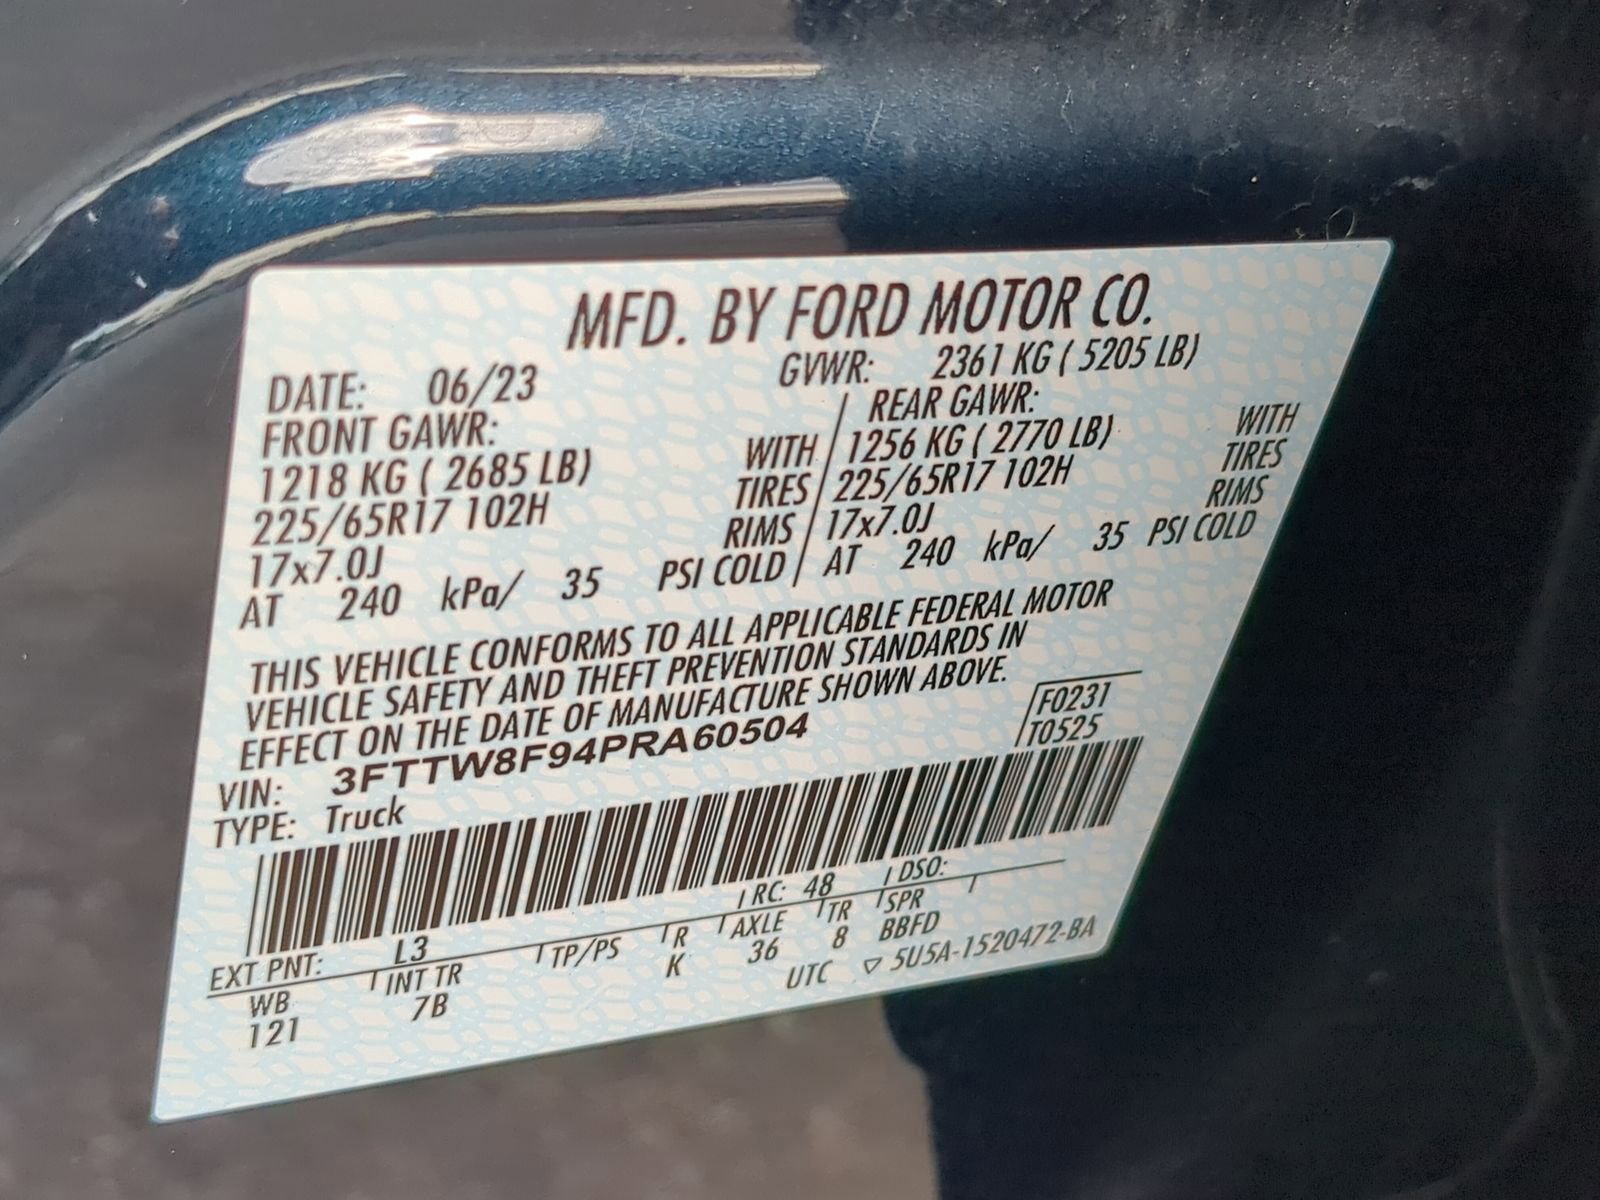 MFD. BY FORD MOTOR CO.
DATE: 06/23 GVWR: 2361 KG ( 5205 LB)
FRONT GAWR: REAR GAWR:
1218 KG ( 2685 LB) WITH 1256 KG ( 2770 LB) WITH
225/65R17 102H TIRES 225/65R17 102H TIRES
17x7.0J RIMS 17x7.0J RIMS
AT 240 kPa/ 35 PSI COLD AT 240 kPa/ 35 PSI COLD
THIS VEHICLE CONFORMS TO ALL APPLICABLE FEDERAL MOTOR
VEHICLE SAFETY AND THEFT PREVENTION STANDARDS IN
EFFECT ON THE DATE OF MANUFACTURE SHOWN ABOVE.
VIN: 3FTTW8F94PRA60504 F0231
TYPE: Truck T0525
EXT PNT: L3 RC: 48 DSO:
WB INT TR TP/PS R AXLE TR SPR
121 7B K 36 8 BBFD
UTC ▽ 5U5A-1520472-BA